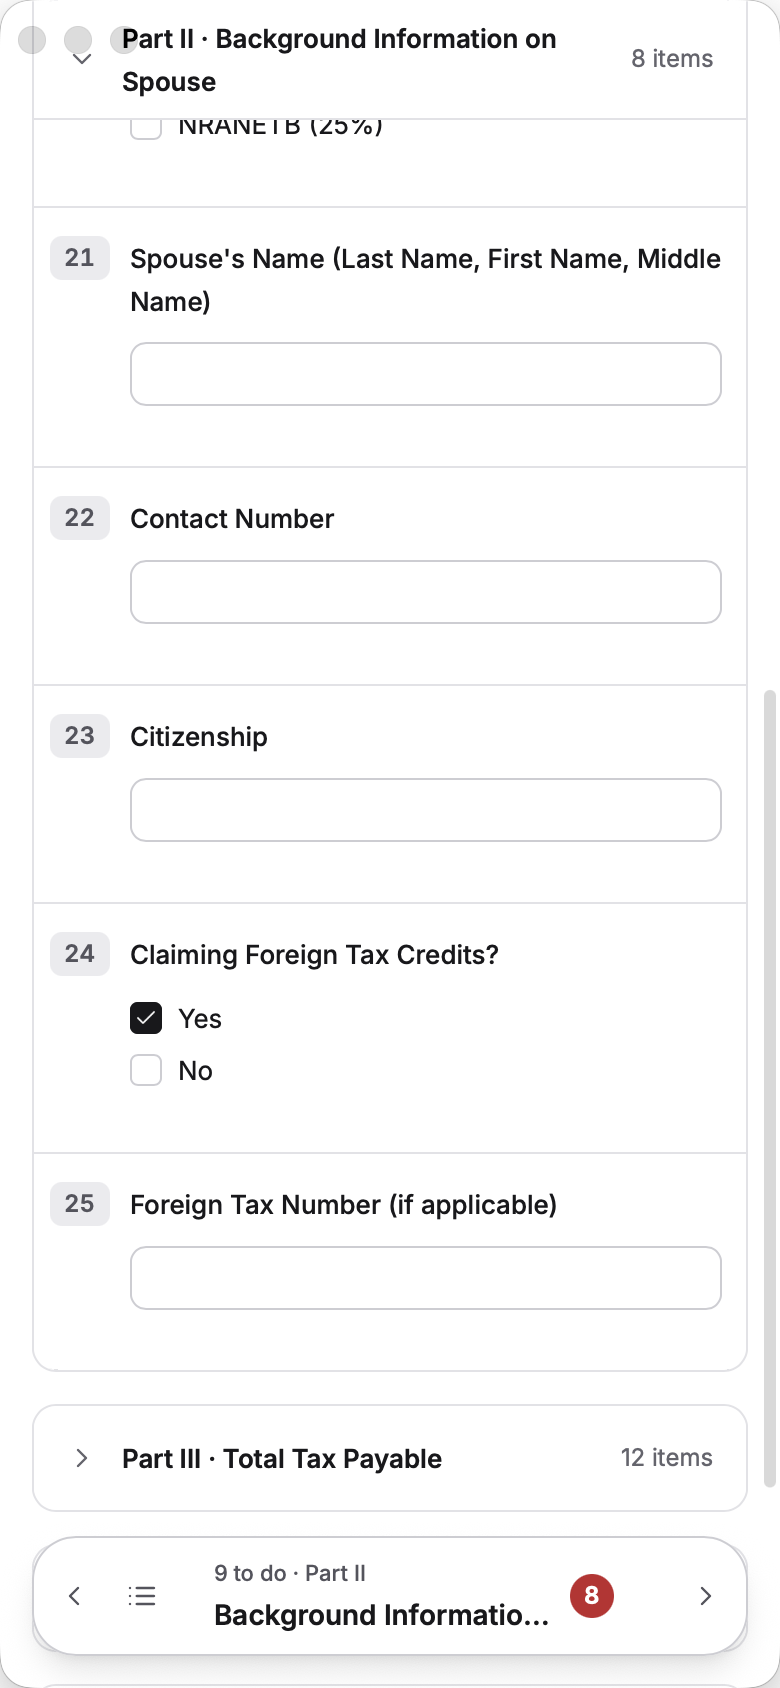 Part II · Background Information on
Spouse
8 items
NRANETB (25%)
21
Spouse's Name (Last Name, First Name, Middle
Name)
22
Contact Number
23
Citizenship
24
Claiming Foreign Tax Credits?
Yes
No
25
Foreign Tax Number (if applicable)
Part III · Total Tax Payable
12 items
9 to do · Part II
Background Informatio...
8